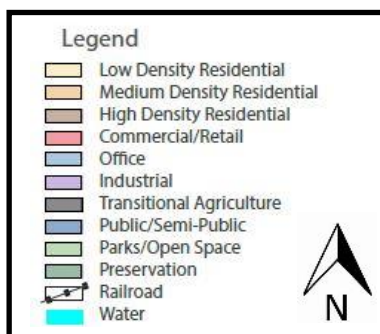 Legend
Low Density Residential
Medium Density Residential
High Density Residential
Commercial/Retail
Office
Industrial
Transitional Agriculture
Public/Semi-Public
Parks/Open Space
Preservation
Railroad
Water
N